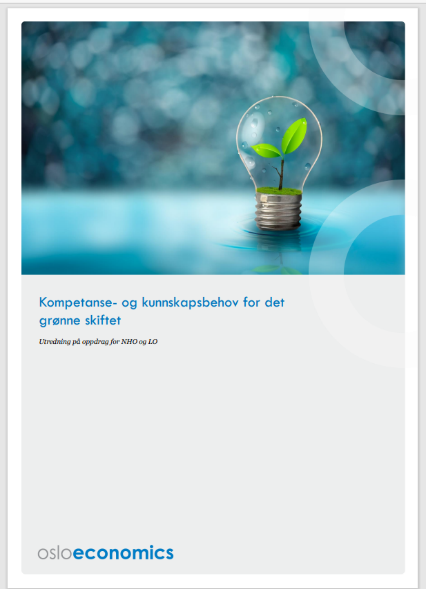 Kompetanse- og kunnskapsbehov for det
grønne skiftet
Utredning på oppdrag for NHO og LO
osloeconomics